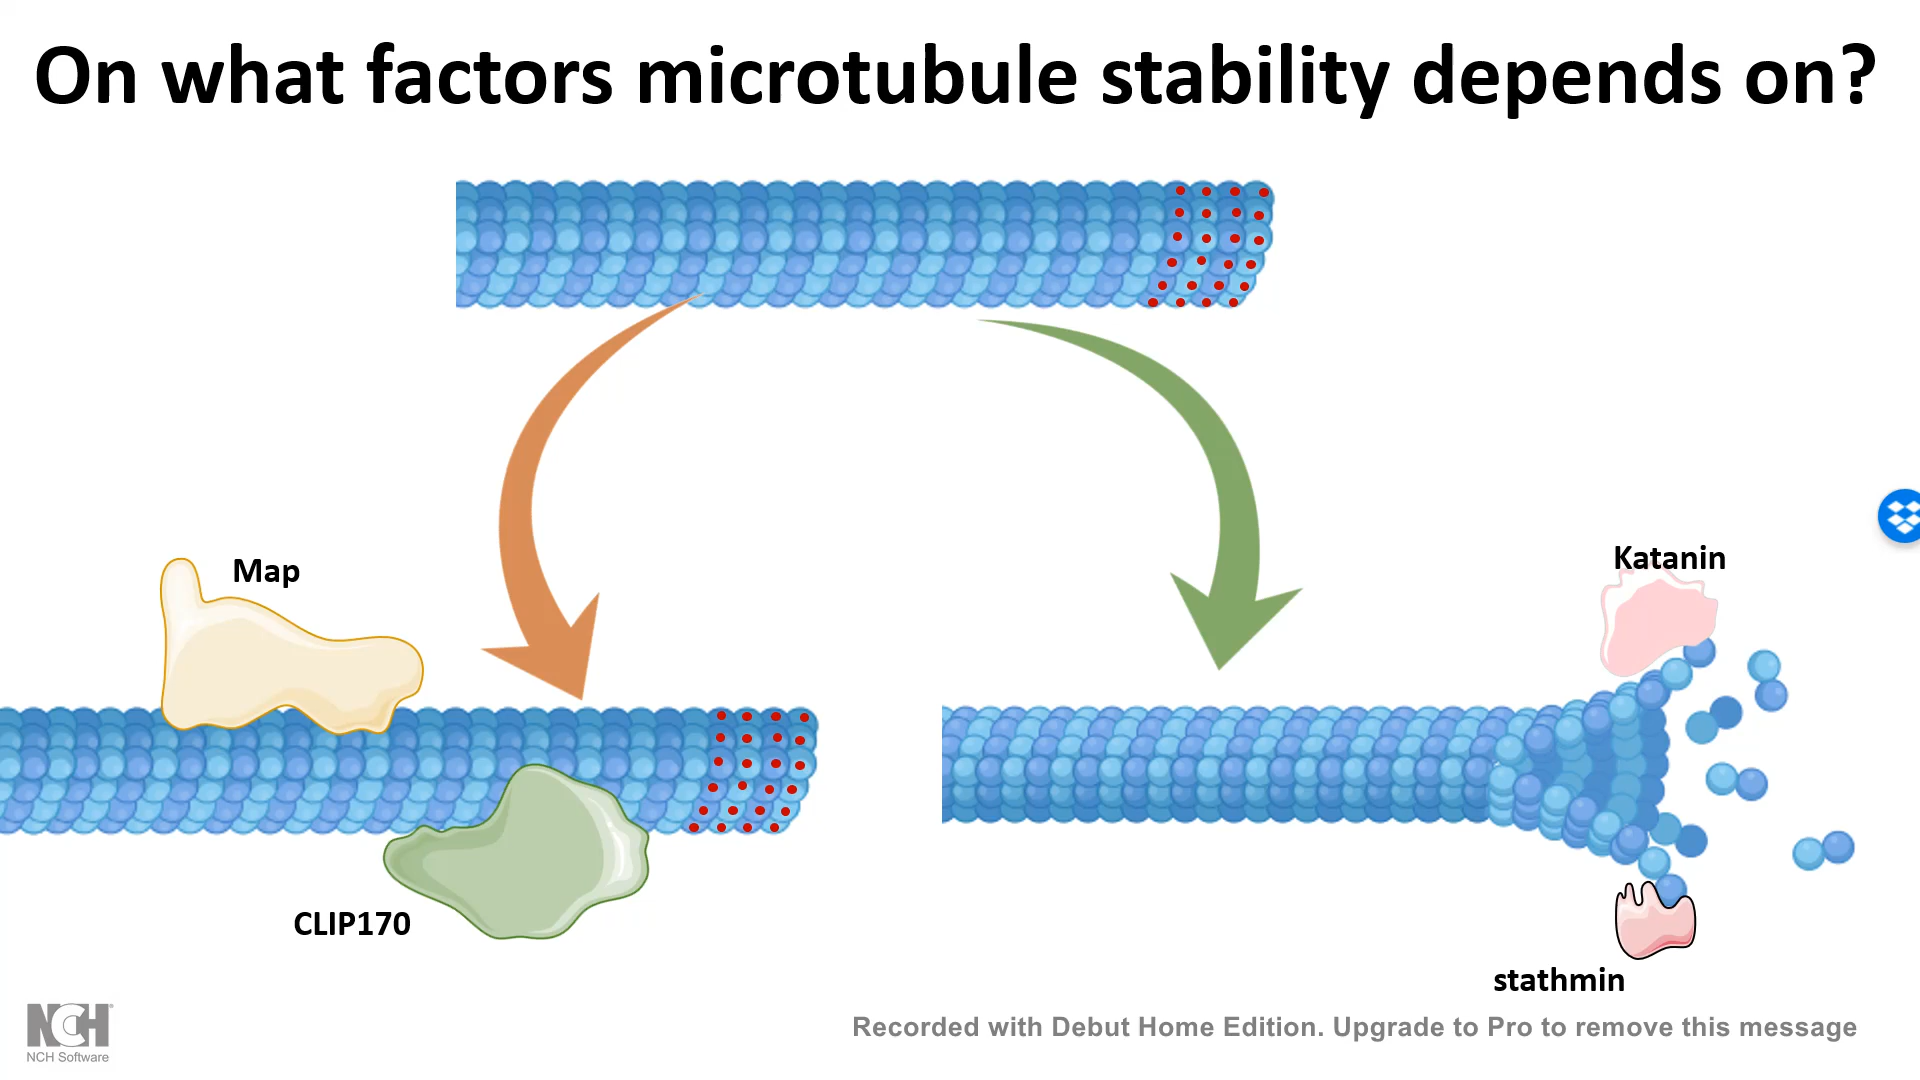 On what factors microtubule stability depends on?
Map
Katanin
CLIP170
stathmin
NCH
NCH Software
Recorded with Debut Home Edition. Upgrade to Pro to remove this message